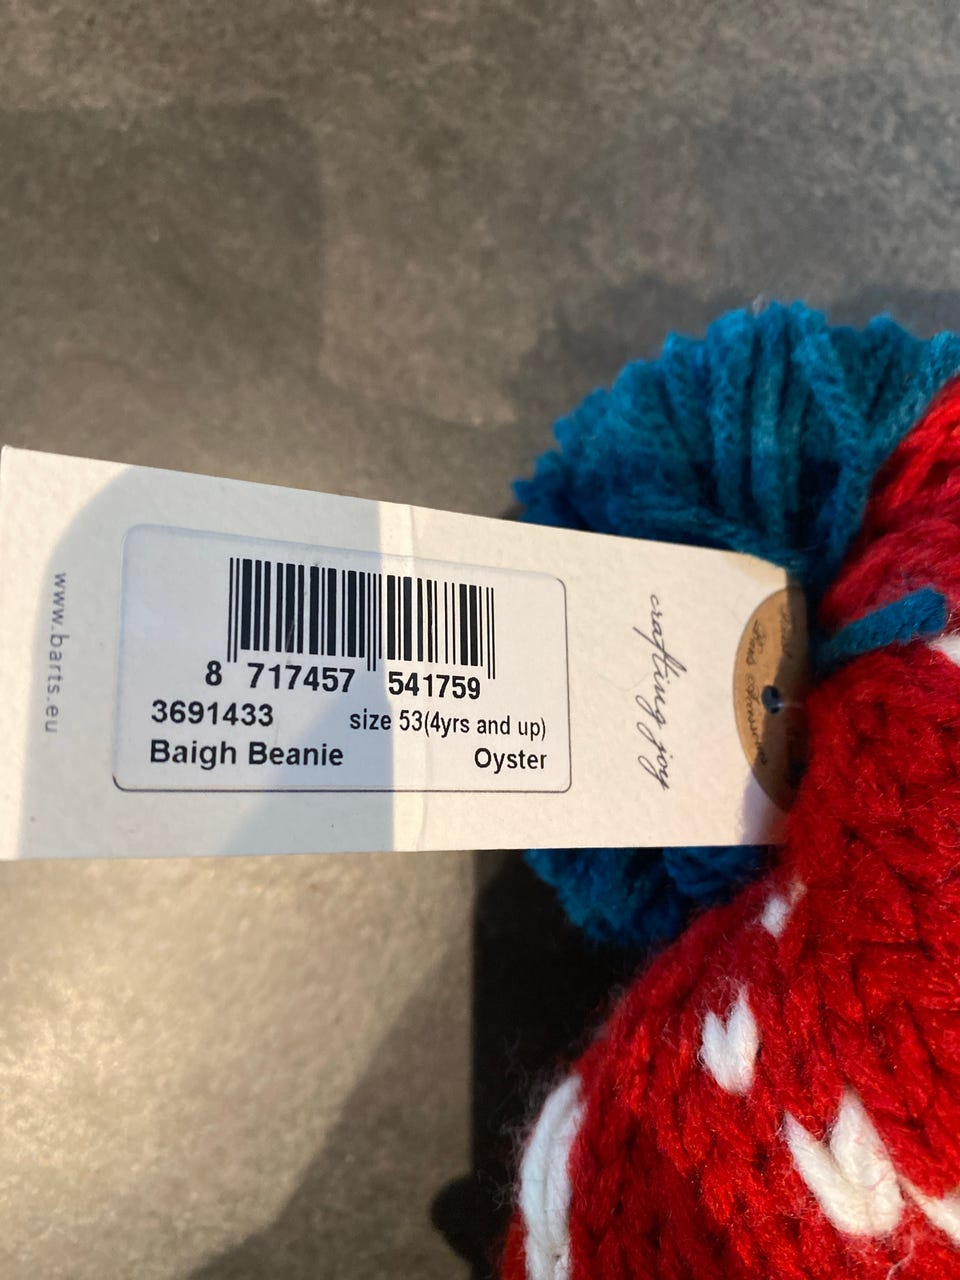 www.barts.eu
8 717457 541759
3691433 size 53(4yrs and up)
Baigh Beanie Oyster
crafting joy